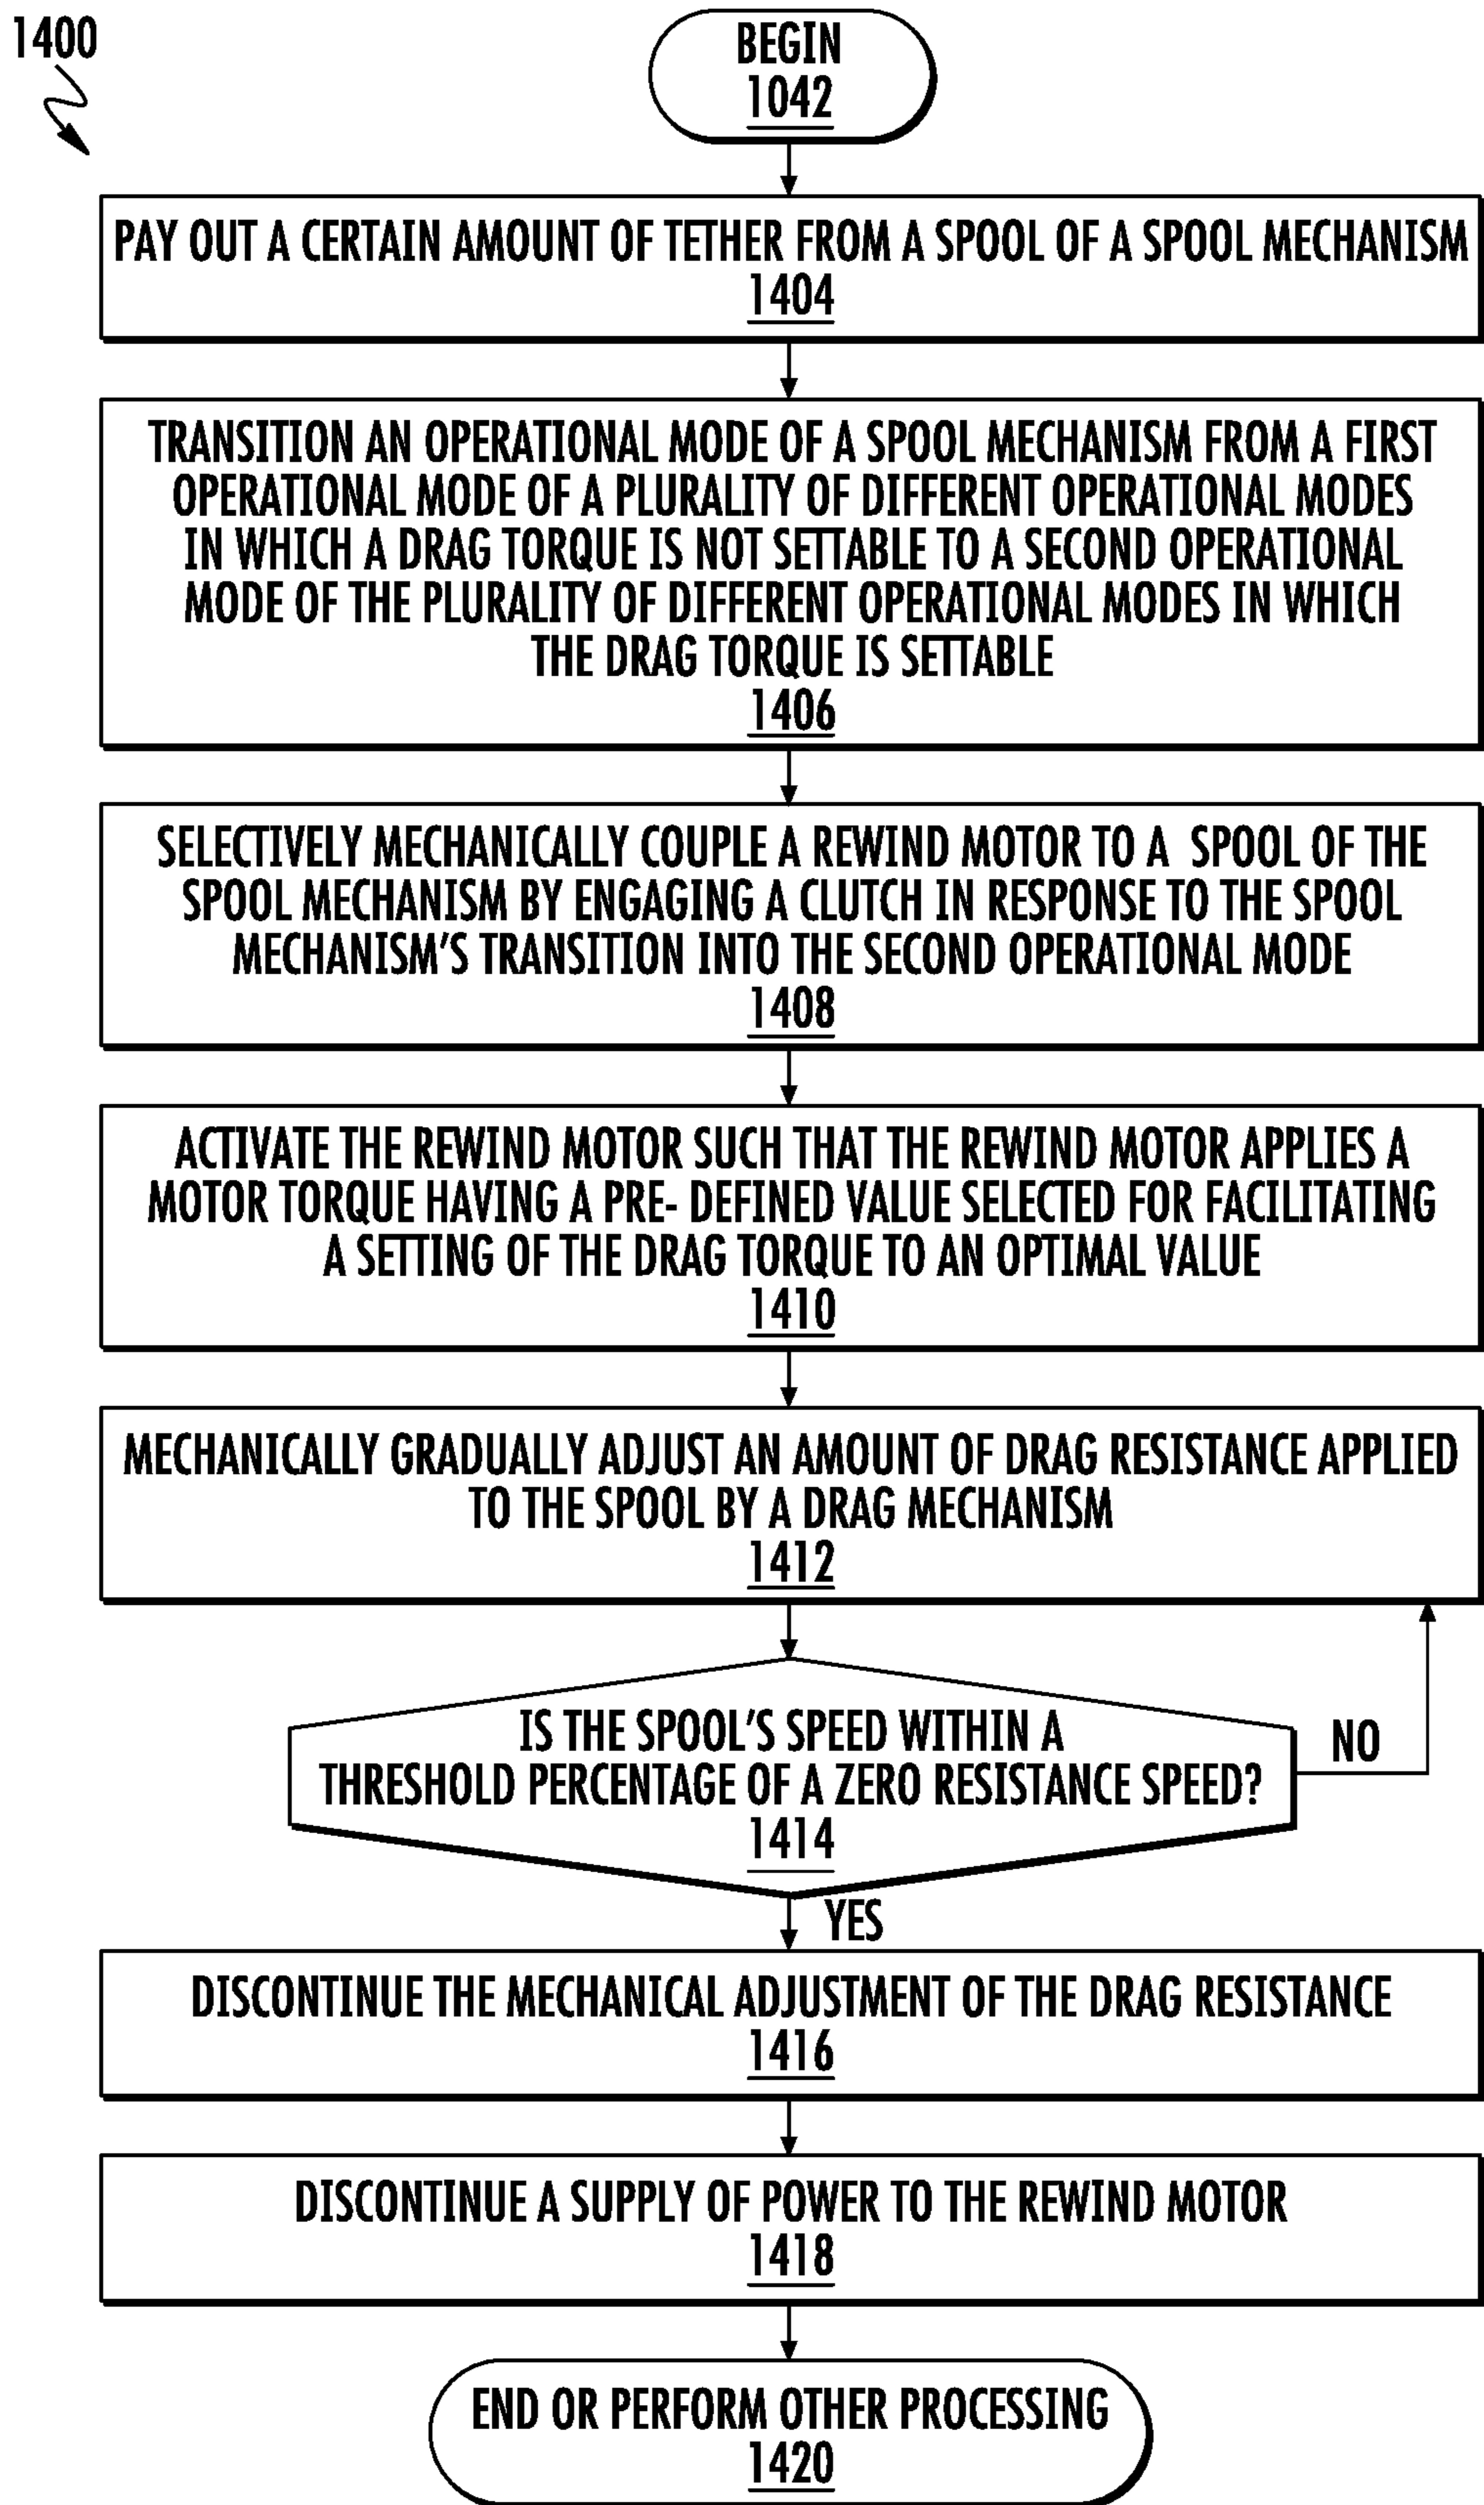 1400
BEGIN
1042
PAY OUT A CERTAIN AMOUNT OF TETHER FROM A SPOOL OF A SPOOL MECHANISM
1404
TRANSITION AN OPERATIONAL MODE OF A SPOOL MECHANISM FROM A FIRST
OPERATIONAL MODE OF A PLURALITY OF DIFFERENT OPERATIONAL MODES
IN WHICH A DRAG TORQUE IS NOT SETTABLE TO A SECOND OPERATIONAL
MODE OF THE PLURALITY OF DIFFERENT OPERATIONAL MODES IN WHICH
THE DRAG TORQUE IS SETTABLE
1406
SELECTIVELY MECHANICALLY COUPLE A REWIND MOTOR TO A SPOOL OF THE
SPOOL MECHANISM BY ENGAGING A CLUTCH IN RESPONSE TO THE SPOOL
MECHANISM'S TRANSITION INTO THE SECOND OPERATIONAL MODE
1408
ACTIVATE THE REWIND MOTOR SUCH THAT THE REWIND MOTOR APPLIES A
MOTOR TORQUE HAVING A PRE- DEFINED VALUE SELECTED FOR FACILITATING
A SETTING OF THE DRAG TORQUE TO AN OPTIMAL VALUE
1410
MECHANICALLY GRADUALLY ADJUST AN AMOUNT OF DRAG RESISTANCE APPLIED
TO THE SPOOL BY A DRAG MECHANISM
1412
IS THE SPOOL'S SPEED WITHIN A
THRESHOLD PERCENTAGE OF A ZERO RESISTANCE SPEED?
1414
NO
YES
DISCONTINUE THE MECHANICAL ADJUSTMENT OF THE DRAG RESISTANCE
1416
DISCONTINUE A SUPPLY OF POWER TO THE REWIND MOTOR
1418
END OR PERFORM OTHER PROCESSING
1420